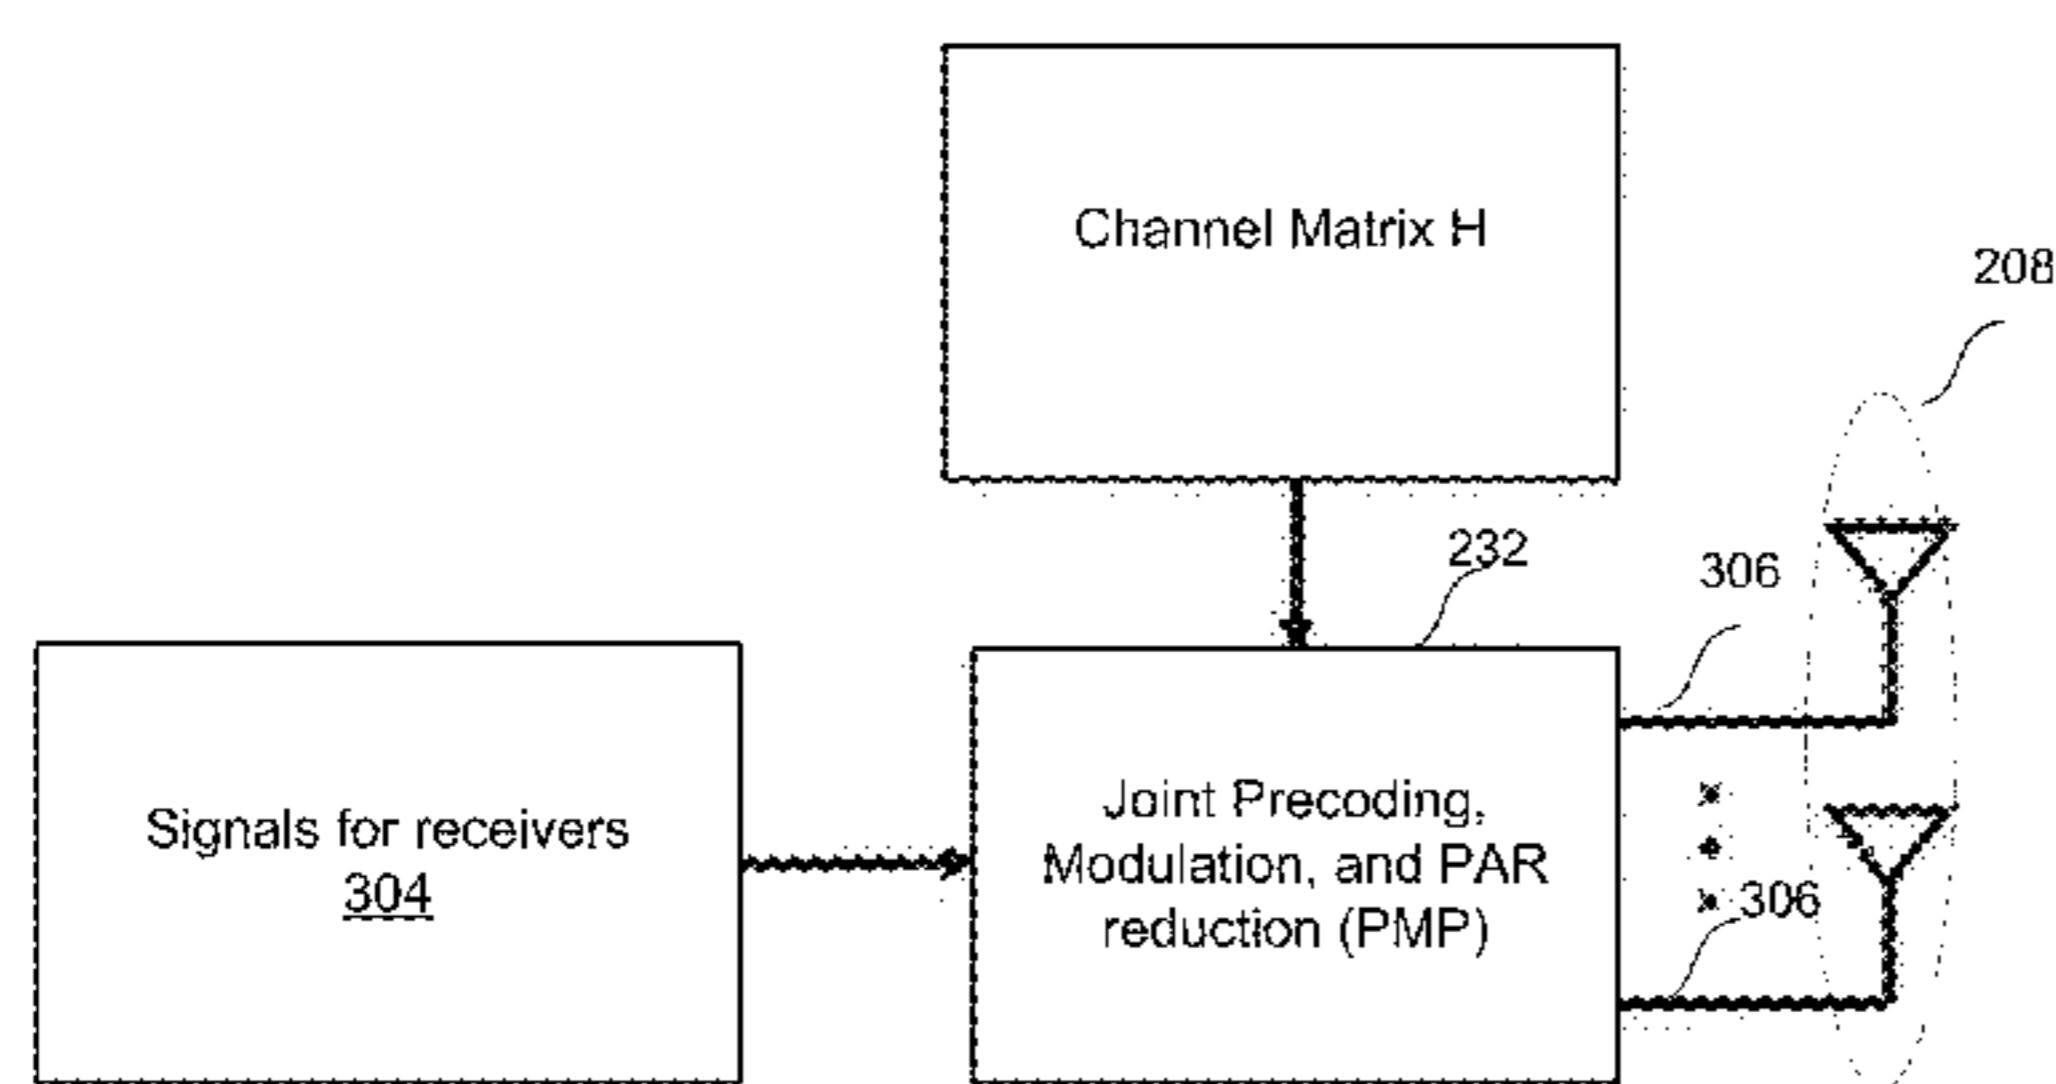 Channel Matrix H
208
232
306
Signals for receivers
304
Joint Precoding,
Modulation, and PAR
reduction (PMP)
306